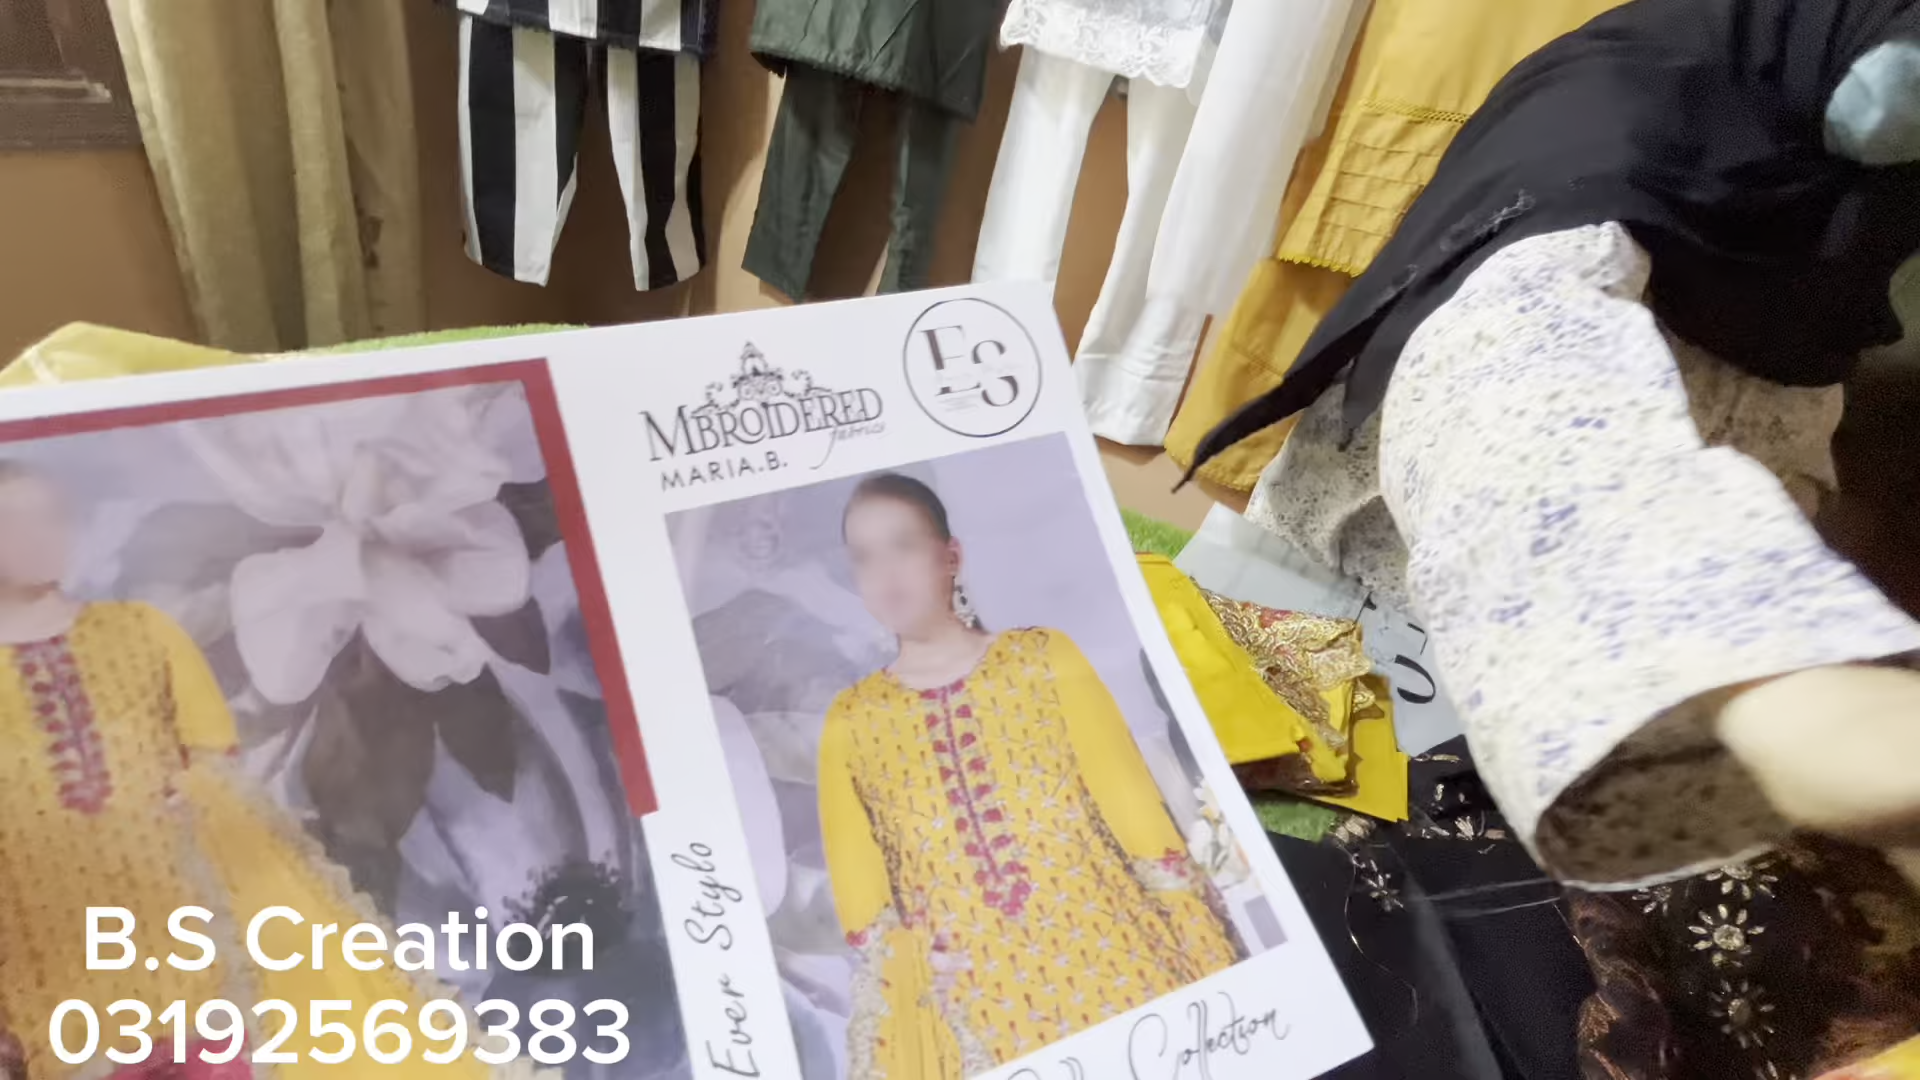 MBROIDERED
fabrics
MARIA.B.
ES
Ever Stylo
Collection
B.S Creation
03192569383